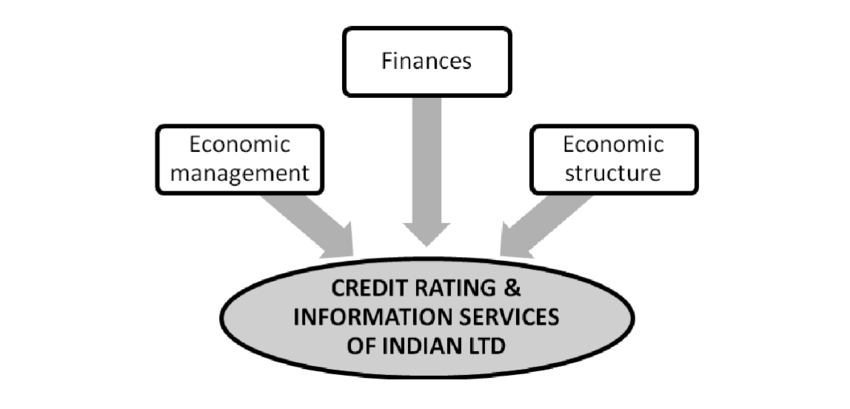 Finances
Economic
management
Economic
structure
CREDIT RATING &
INFORMATION SERVICES
OF INDIAN LTD